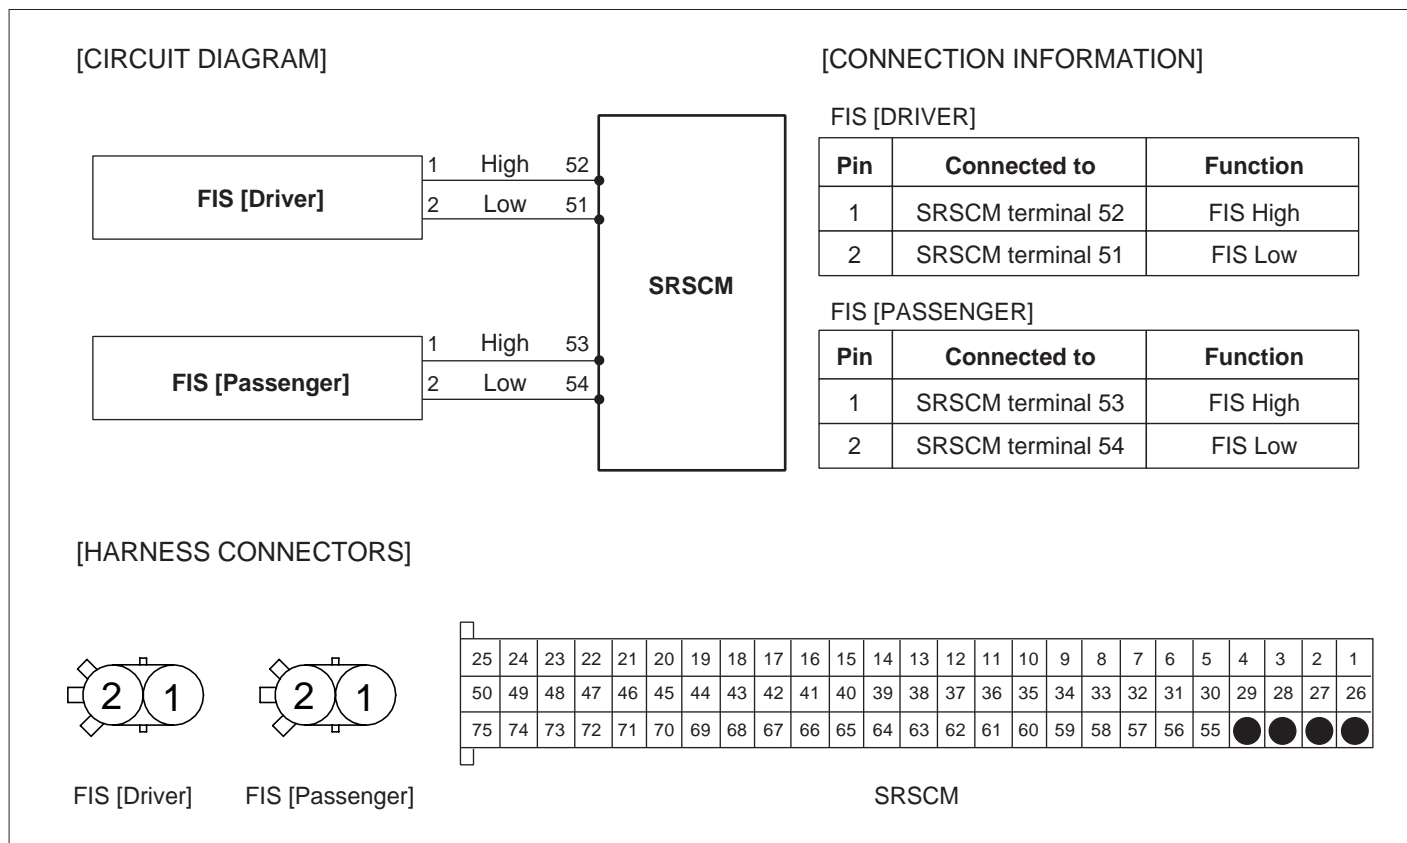 [CIRCUIT DIAGRAM]
FIS [Driver]
1 High 52
2 Low 51
FIS [Passenger]
1 High 53
2 Low 54
SRSCM
[CONNECTION INFORMATION]
FIS [DRIVER]
Pin Connected to Function
1 SRSCM terminal 52 FIS High
2 SRSCM terminal 51 FIS Low
FIS [PASSENGER]
Pin Connected to Function
1 SRSCM terminal 53 FIS High
2 SRSCM terminal 54 FIS Low
[HARNESS CONNECTORS]
2 1
FIS [Driver]
2 1
FIS [Passenger]
25 24 23 22 21 20 19 18 17 16 15 14 13 12 11 10 9 8 7 6 5 4 3 2 1
50 49 48 47 46 45 44 43 42 41 40 39 38 37 36 35 34 33 32 31 30 29 28 27 26
75 74 73 72 71 70 69 68 67 66 65 64 63 62 61 60 59 58 57 56 55
SRSCM